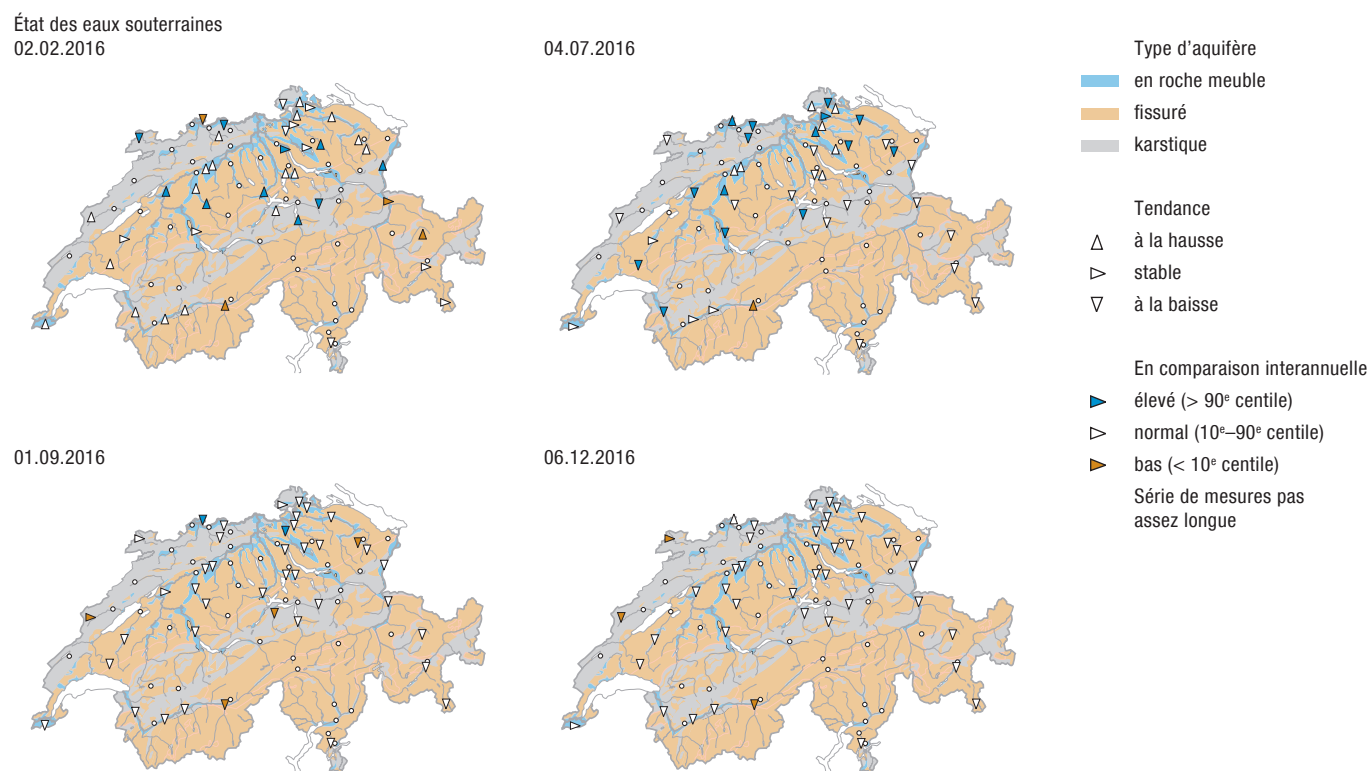 État des eaux souterraines
02.02.2016
04.07.2016
Type d'aquifère
en roche meuble
fissuré
karstique
Tendance
à la hausse
stable
à la baisse
En comparaison interannuelle
élevé (> 90e centile)
normal (10e–90e centile)
bas (< 10e centile)
Série de mesures pas
assez longue
01.09.2016
06.12.2016